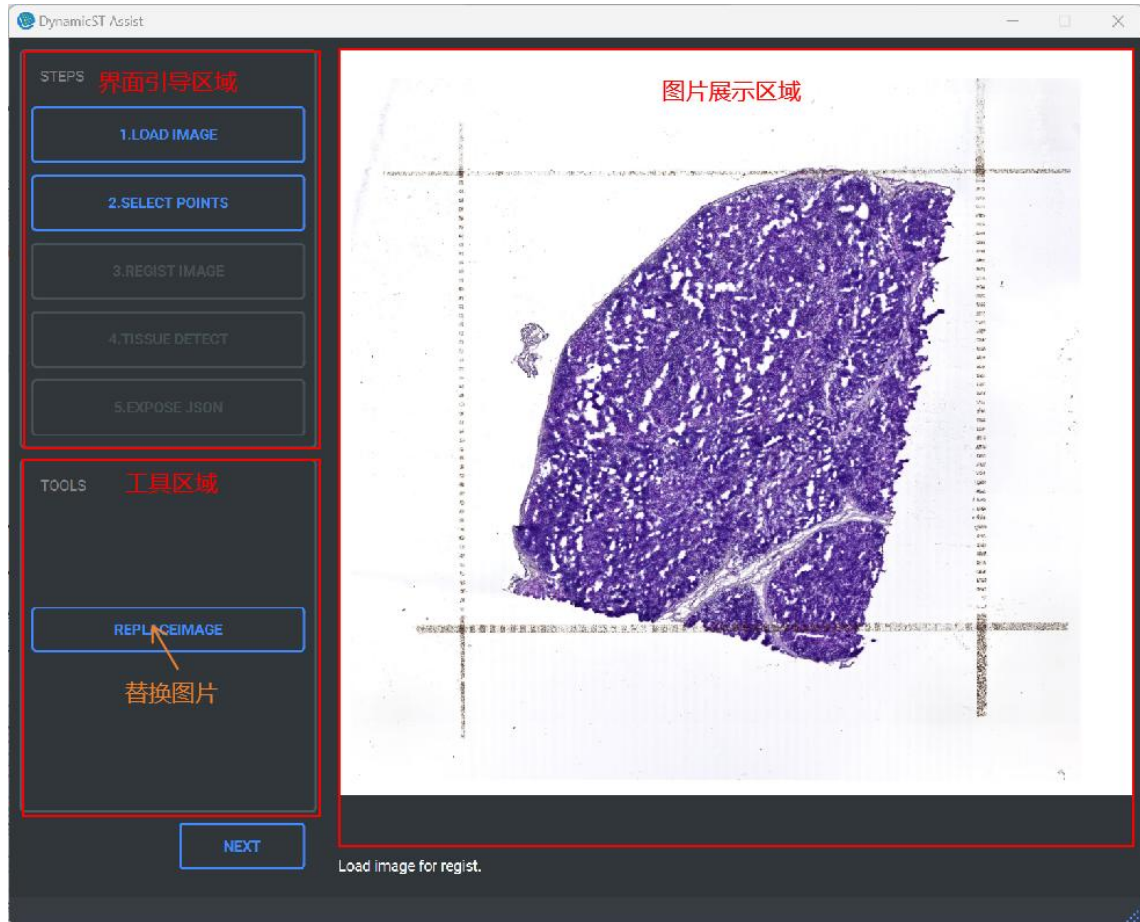 DynamicST Assist
STEPS
界面引导区域
1.LOAD IMAGE
2.SELECT POINTS
3.REGIST IMAGE
4.TISSUE DETECT
5.EXPOSE JSON
TOOLS
工具区域
REPLACEIMAGE
替换图片
NEXT
图片展示区域
Load image for regist.